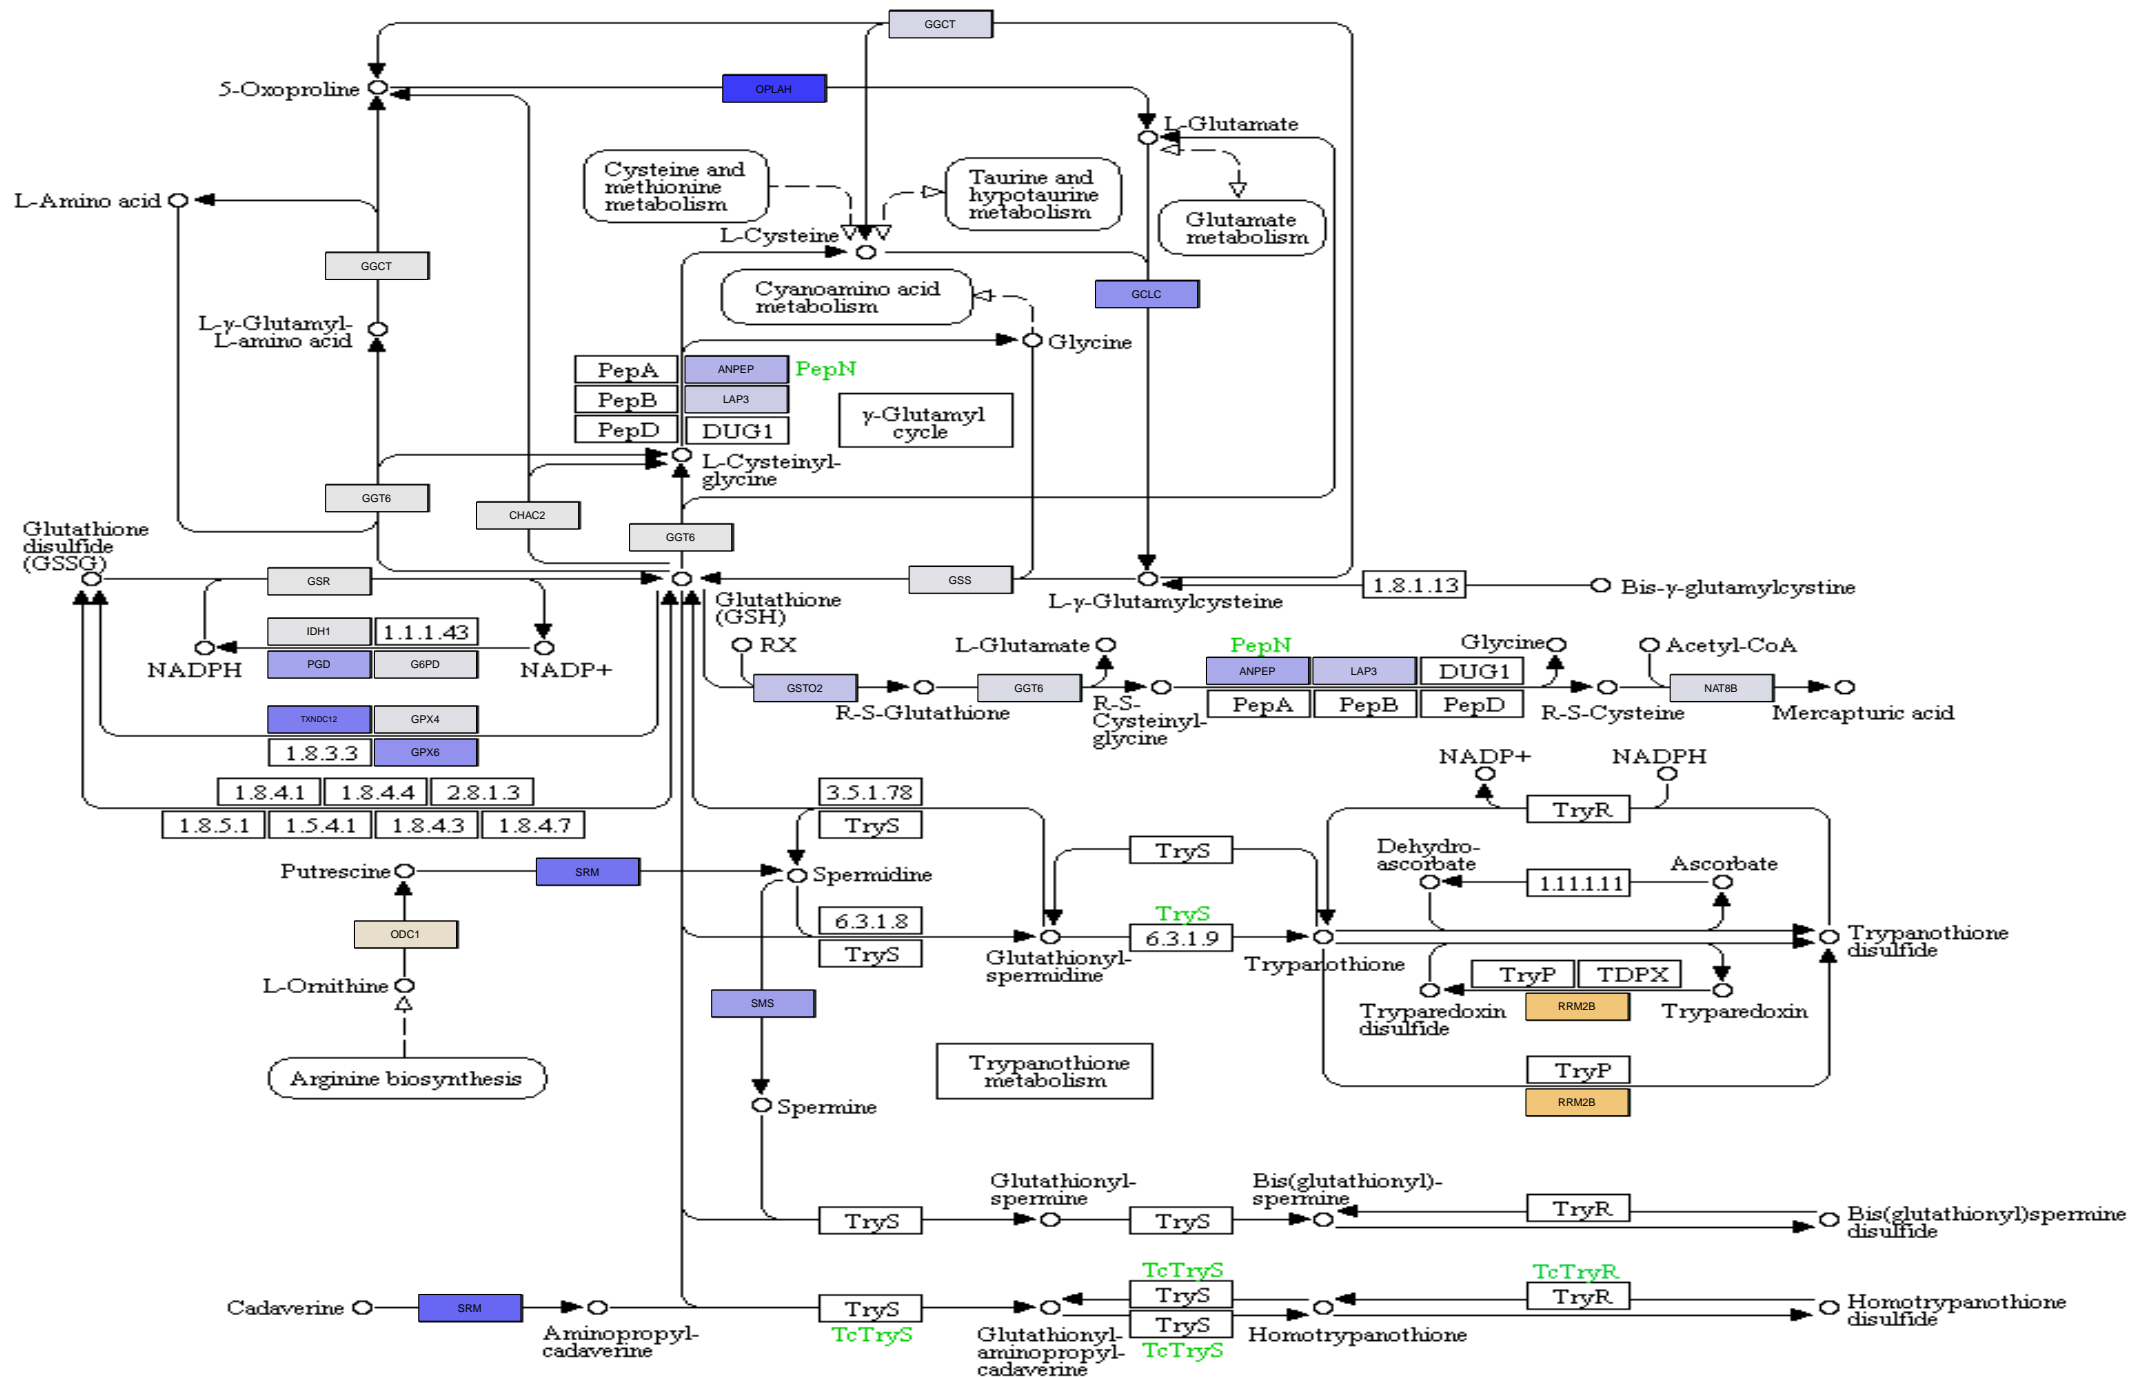 GGCT
5-Oxoproline
OPLAH
L-Glutamate
Cysteine and
methionine
metabolism
Taurine and
hypotaurine
metabolism
Glutamate
metabolism
L-Amino acid
L-Cysteine
GGCT
Cyanoamino acid
metabolism
GCLC
L-γ-Glutamyl-
L-amino acid
Glycine
PepA
ANPEP
PepN
PepB
LAP3
PepD
DUG1
γ-Glutamyl
cycle
L-Cysteinyl-
glycine
GGT6
CHAC2
GGT6
Glutathione
disulfide
(GSSG)
GSR
GSS
Glutathione
(GSH)
L-γ-Glutamylcysteine
1.8.1.13
Bis-γ-glutamylcystine
IDH1
1.1.1.43
NADPH
PGD
G6PD
NADP+
RX
L-Glutamate
PepN
Glycine
Acetyl-CoA
GSTO2
R-S-Glutathione
GGT6
R-S-
Cysteinyl-
glycine
ANPEP
LAP3
DUG1
PepA
PepB
PepD
R-S-Cysteine
NAT8B
Mercapturic acid
TXNDC12
GPX4
1.8.3.3
GPX6
1.8.4.1
1.8.4.4
2.8.1.3
1.8.5.1
1.5.4.1
1.8.4.3
1.8.4.7
3.5.1.78
TryS
NADP+
NADPH
TryR
Putrescine
SRM
Spermidine
TryS
Dehydro-
ascorbate
Ascorbate
1.11.1.11
ODC1
6.3.1.8
TryS
TryS
6.3.1.9
Glutathionyl-
spermidine
Trypanothione
Trypanothione
disulfide
L-Ornithine
SMS
TryP
TDPX
RRM2B
Tryparedoxin
disulfide
Tryparedoxin
Arginine biosynthesis
Trypanothione
metabolism
TryP
RRM2B
Spermine
TryS
Glutathionyl-
spermine
TryS
Bis(glutathionyl)-
spermine
TryR
Bis(glutathionyl)spermine
disulfide
Cadaverine
SRM
Aminopropyl-
cadaverine
TryS
TcTryS
Glutathionyl-
aminopropyl-
cadaverine
TcTryS
TryS
TryS
TcTryS
Homotrypanothione
TcTryR
TryR
Homotrypanothione
disulfide